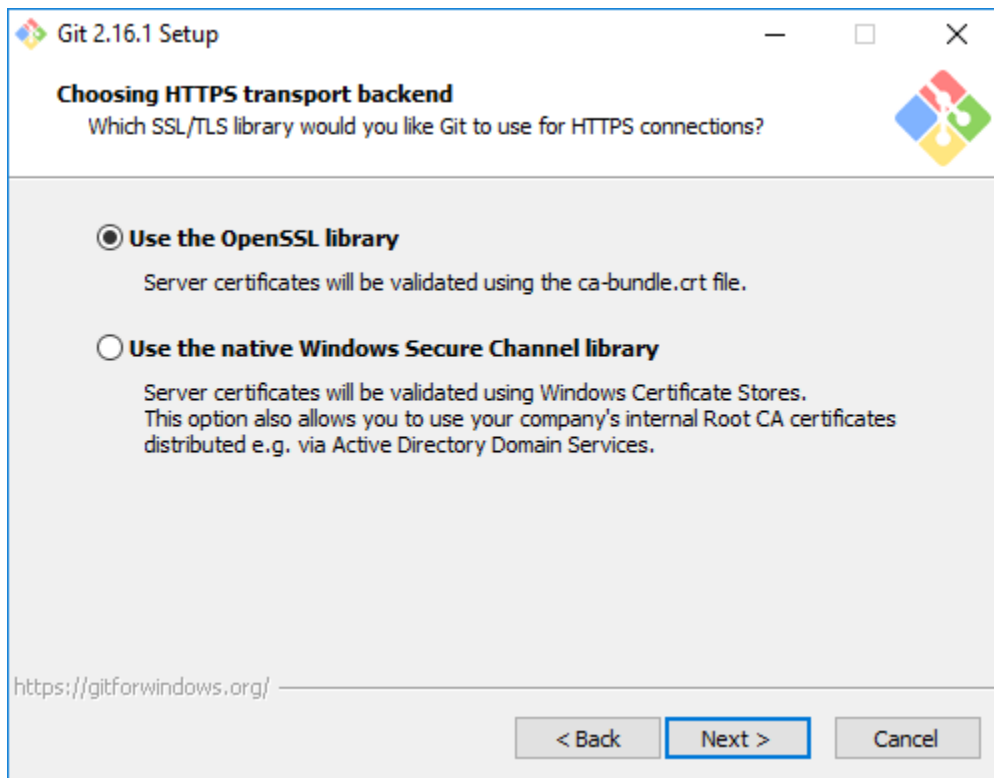 Git 2.16.1 Setup
Choosing HTTPS transport backend
Which SSL/TLS library would you like Git to use for HTTPS connections?
Use the OpenSSL library
Server certificates will be validated using the ca-bundle.crt file.
Use the native Windows Secure Channel library
Server certificates will be validated using Windows Certificate Stores.
This option also allows you to use your company's internal Root CA certificates
distributed e.g. via Active Directory Domain Services.
https://gitforwindows.org/
< Back
Next >
Cancel